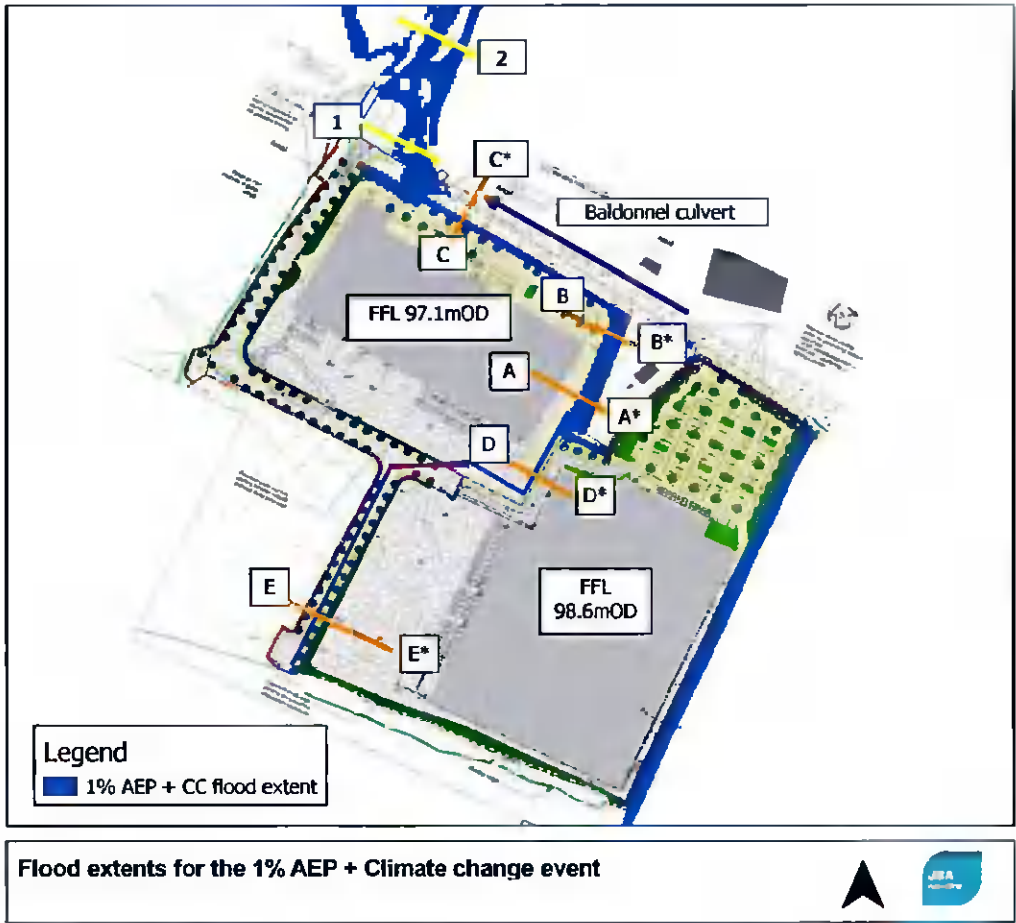 2
1
C*
Baldonnel culvert
C
B
FFL 97.1mOD
B*
A
A*
D
D*
FFL
98.6mOD
E
E*
Legend
1% AEP + CC flood extent
Flood extents for the 1% AEP + Climate change event
JBA